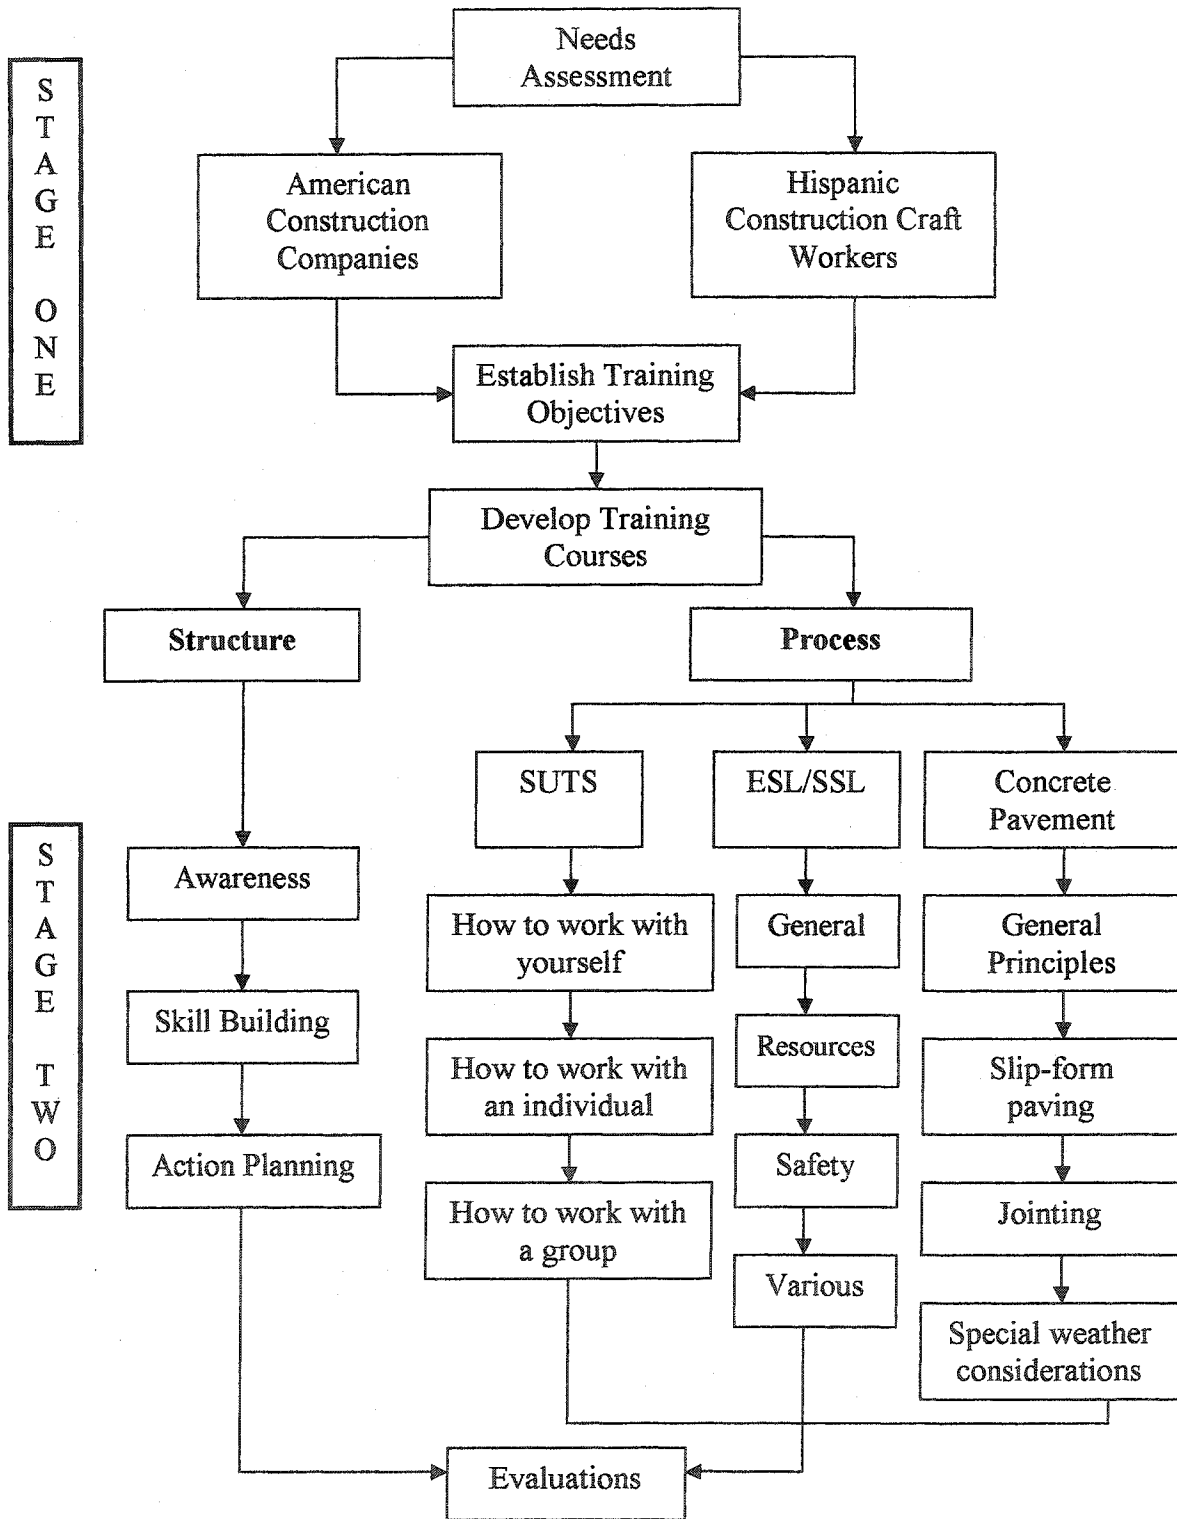 Needs
Assessment
S
T
A
G
E
O
N
E
American
Construction
Companies
Hispanic
Construction Craft
Workers
Establish Training
Objectives
Develop Training
Courses
Structure
Process
SUTS
ESL/SSL
Concrete
Pavement
S
T
A
G
E
T
W
O
Awareness
Skill Building
Action Planning
How to work with
yourself
How to work with
an individual
How to work with
a group
General
Resources
Safety
Various
General
Principles
Slip-form
paving
Jointing
Special weather
considerations
Evaluations